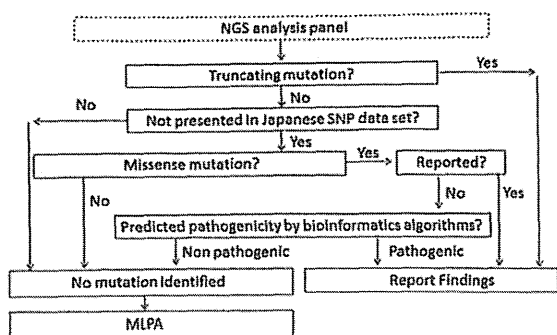 NGS analysis panel
Truncating mutation?
Yes
No
No
Not presented in Japanese SNP data set?
Yes
Missense mutation?
Yes
Reported?
No
No
Yes
Predicted pathogenicity by bioinformatics algorithms?
Non pathogenic
Pathogenic
No mutation identified
Report Findings
MLPA